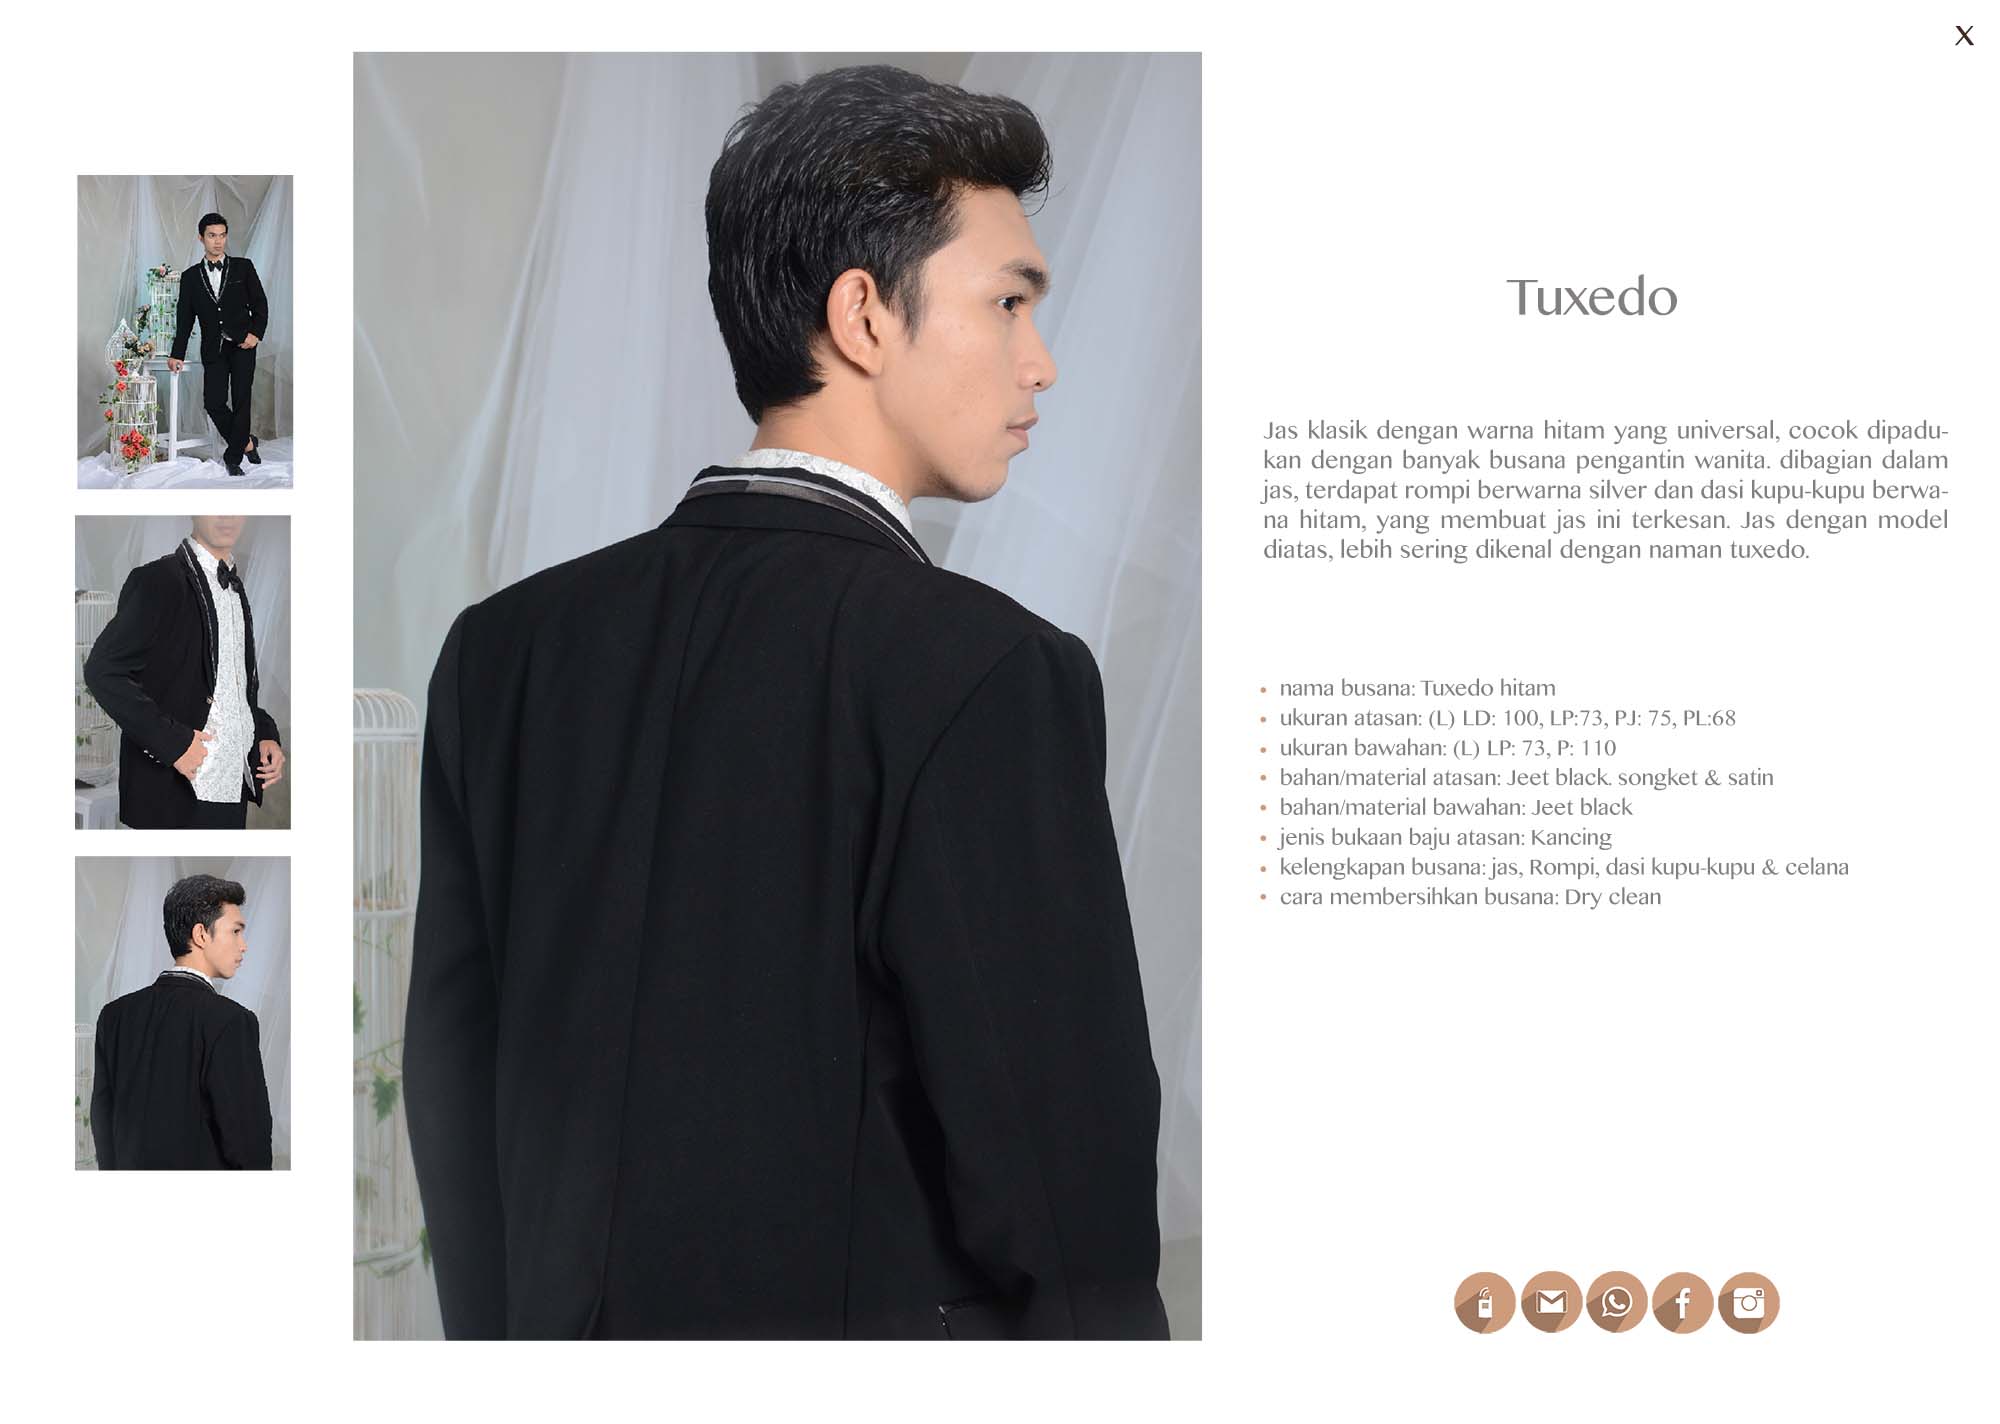 X
Tuxedo
Jas klasik dengan warna hitam yang universal, cocok dipadu-
kan dengan banyak busana pengantin wanita. dibagian dalam
jas, terdapat rompi berwarna silver dan dasi kupu-kupu berwa-
na hitam, yang membuat jas ini terkesan. Jas dengan model
diatas, lebih sering dikenal dengan naman tuxedo.
• nama busana: Tuxedo hitam
• ukuran atasan: (L) LD: 100, LP:73, PJ: 75, PL:68
• ukuran bawahan: (L) LP: 73, P: 110
• bahan/material atasan: Jeet black. songket & satin
• bahan/material bawahan: Jeet black
• jenis bukaan baju atasan: Kancing
• kelengkapan busana: jas, Rompi, dasi kupu-kupu & celana
• cara membersihkan busana: Dry clean